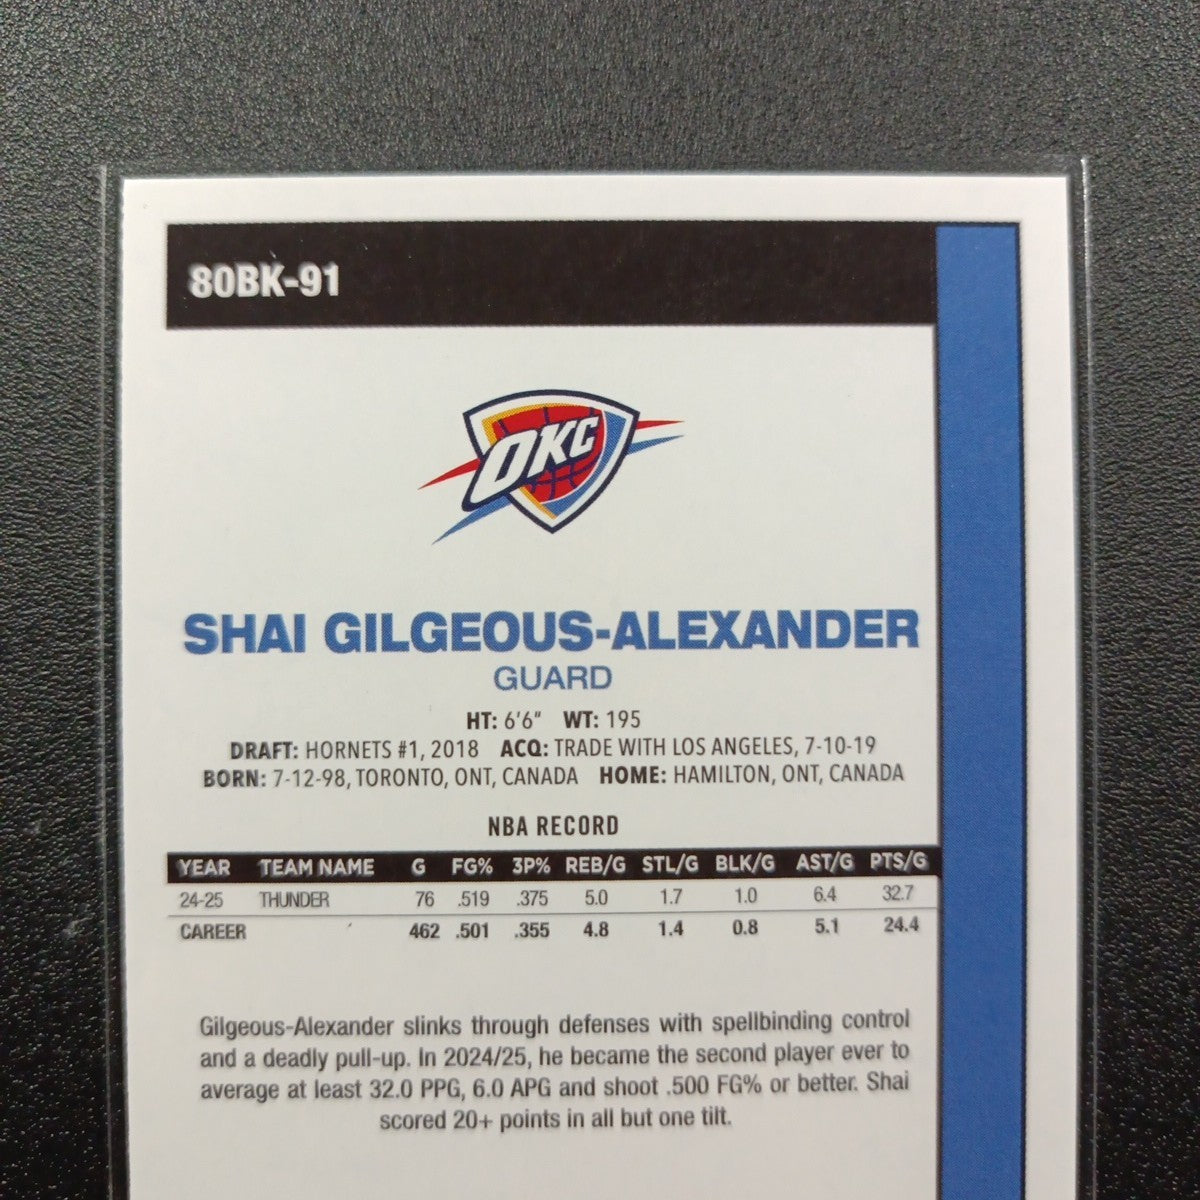 80BK-91
OKC
SHAI GILGEOUS-ALEXANDER
GUARD
HT: 6'6" WT: 195
DRAFT: HORNETS #1, 2018 ACQ: TRADE WITH LOS ANGELES, 7-10-19
BORN: 7-12-98, TORONTO, ONT, CANADA HOME: HAMILTON, ONT, CANADA
NBA RECORD
YEAR TEAM NAME G FG% 3P% REB/G STL/G BLK/G AST/G PTS/G
24-25 THUNDER 76 .519 .375 5.0 1.7 1.0 6.4 32.7
CAREER 462 .501 .355 4.8 1.4 0.8 5.1 24.4
Gilgeous-Alexander slinks through defenses with spellbinding control
and a deadly pull-up. In 2024/25, he became the second player ever to
average at least 32.0 PPG, 6.0 APG and shoot .500 FG% or better. Shai
scored 20+ points in all but one tilt.